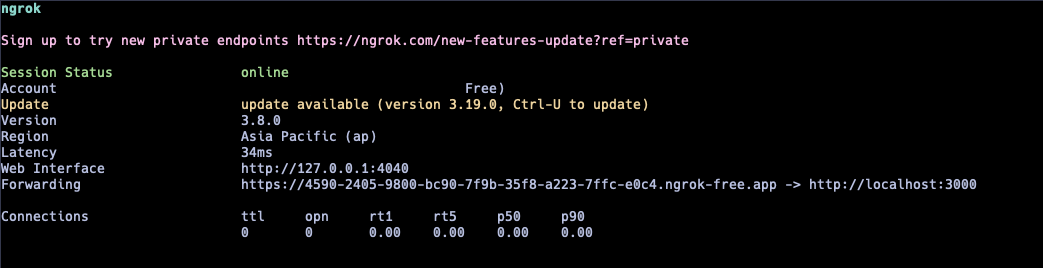 ngrok
Sign up to try new private endpoints https://ngrok.com/new-features-update?ref=private
Session Status online
Account Free)
Update update available (version 3.19.0, Ctrl-U to update)
Version 3.8.0
Region Asia Pacific (ap)
Latency 34ms
Web Interface http://127.0.0.1:4040
Forwarding https://4590-2405-9800-bc90-7f9b-35f8-a223-7ffc-e0c4.ngrok-free.app -> http://localhost:3000
Connections ttl opn rt1 rt5 p50 p90
0 0 0.00 0.00 0.00 0.00